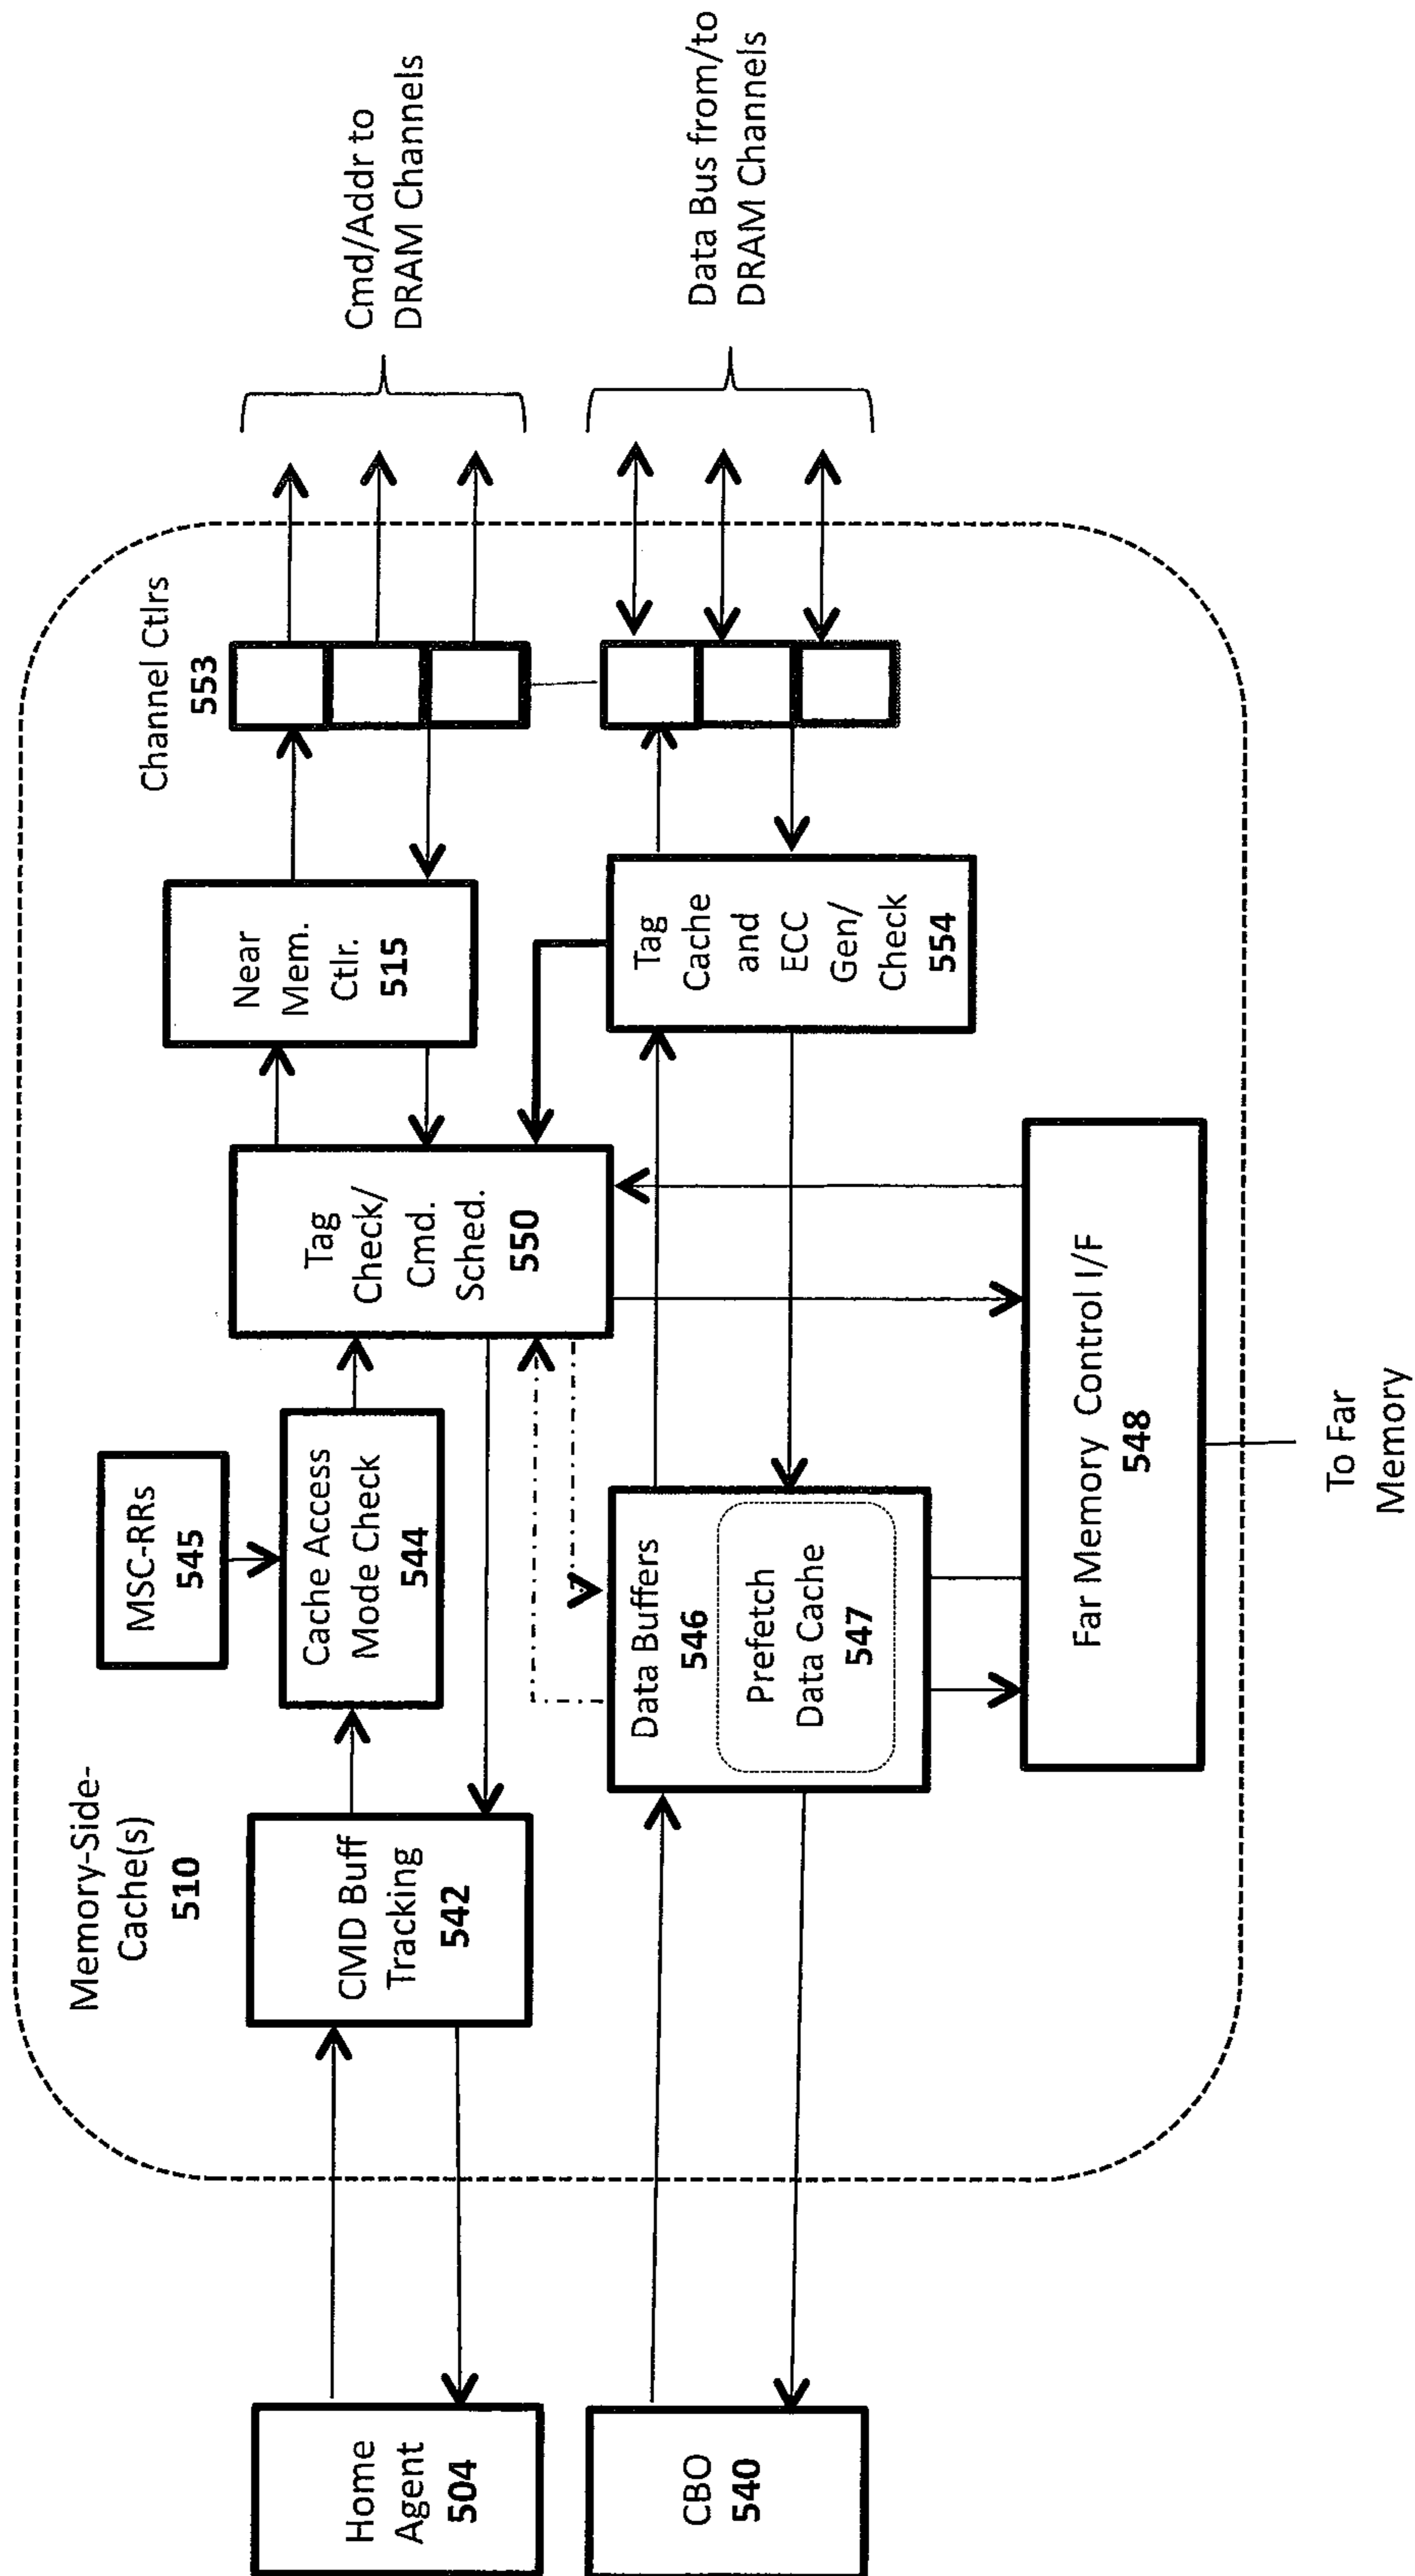 Memory-Side-
Cache(s)
510
MSC-RRs
545
Channel Ctlrs
553
Cmd/Addr to
DRAM Channels
Data Bus from/to
DRAM Channels
Home
Agent
504
CMD Buff
Tracking
542
Cache Access
Mode Check
544
Tag
Check/
Cmd.
Sched.
550
Near
Mem.
Ctlr.
515
CBO
540
Data Buffers
546
Prefetch
Data Cache
547
Tag
Cache
and
ECC
Gen/
Check
554
Far Memory Control I/F
548
To Far
Memory